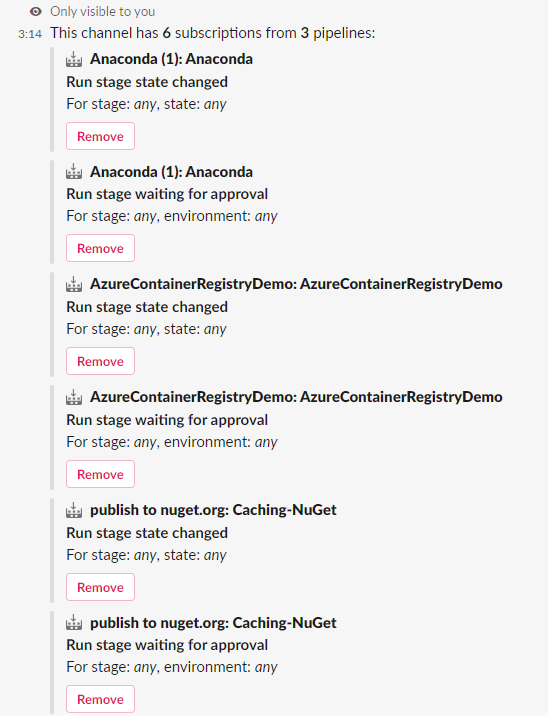 Only visible to you
3:14 This channel has 6 subscriptions from 3 pipelines:
Anaconda (1): Anaconda
Run stage state changed
For stage: any, state: any
Remove
Anaconda (1): Anaconda
Run stage waiting for approval
For stage: any, environment: any
Remove
AzureContainerRegistryDemo: AzureContainerRegistryDemo
Run stage state changed
For stage: any, state: any
Remove
AzureContainerRegistryDemo: AzureContainerRegistryDemo
Run stage waiting for approval
For stage: any, environment: any
Remove
publish to nuget.org: Caching-NuGet
Run stage state changed
For stage: any, state: any
Remove
publish to nuget.org: Caching-NuGet
Run stage waiting for approval
For stage: any, environment: any
Remove